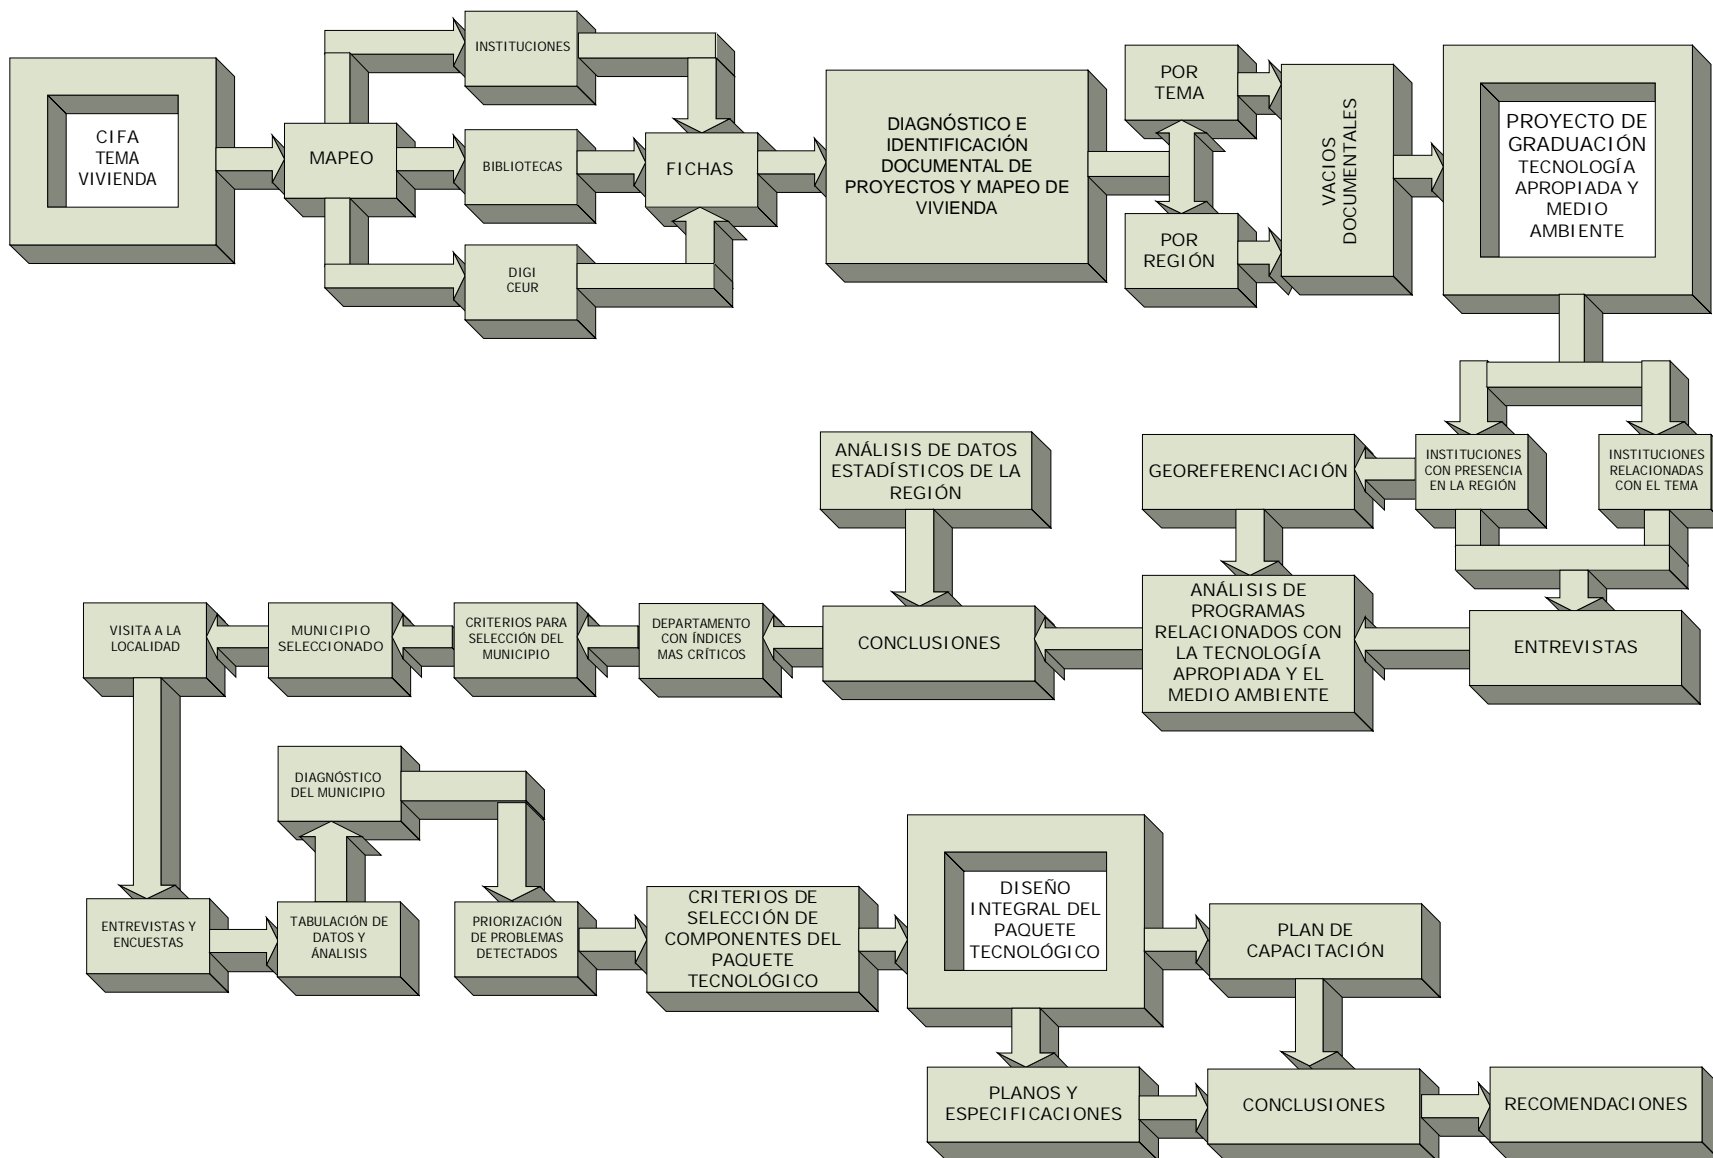 CIFA
TEMA
VIVIENDA
MAPEO
INSTITUCIONES
BIBLIOTECAS
DIGI
CEUR
FICHAS
DIAGNÓSTICO E
IDENTIFICACIÓN
DOCUMENTAL DE
PROYECTOS Y MAPEO DE
VIVIENDA
POR
TEMA
POR
REGIÓN
VACIOS
DOCUMENTALES
PROYECTO DE
GRADUACIÓN
TECNOLOGÍA
APROPIADA Y
MEDIO
AMBIENTE
INSTITUCIONES
CON PRESENCIA
EN LA REGIÓN
INSTITUCIONES
RELACIONADAS
CON EL TEMA
GEOREFERENCIACIÓN
ANÁLISIS DE DATOS
ESTADÍSTICOS DE LA
REGIÓN
ENTREVISTAS
ANÁLISIS DE
PROGRAMAS
RELACIONADOS CON
LA TECNOLOGÍA
APROPIADA Y EL
MEDIO AMBIENTE
CONCLUSIONES
DEPARTAMENTO
CON ÍNDICES
MAS CRÍTICOS
CRITERIOS PARA
SELECCIÓN DEL
MUNICIPIO
MUNICIPIO
SELECCIONADO
VISITA A LA
LOCALIDAD
ENTREVISTAS Y
ENCUESTAS
TABULACIÓN DE
DATOS Y
ÁNALISIS
DIAGNÓSTICO
DEL MUNICIPIO
PRIORIZACIÓN
DE PROBLEMAS
DETECTADOS
CRITERIOS DE
SELECCIÓN DE
COMPONENTES DEL
PAQUETE
TECNOLÓGICO
DISEÑO
INTEGRAL DEL
PAQUETE
TECNOLÓGICO
PLAN DE
CAPACITACIÓN
PLANOS Y
ESPECIFICACIONES
CONCLUSIONES
RECOMENDACIONES